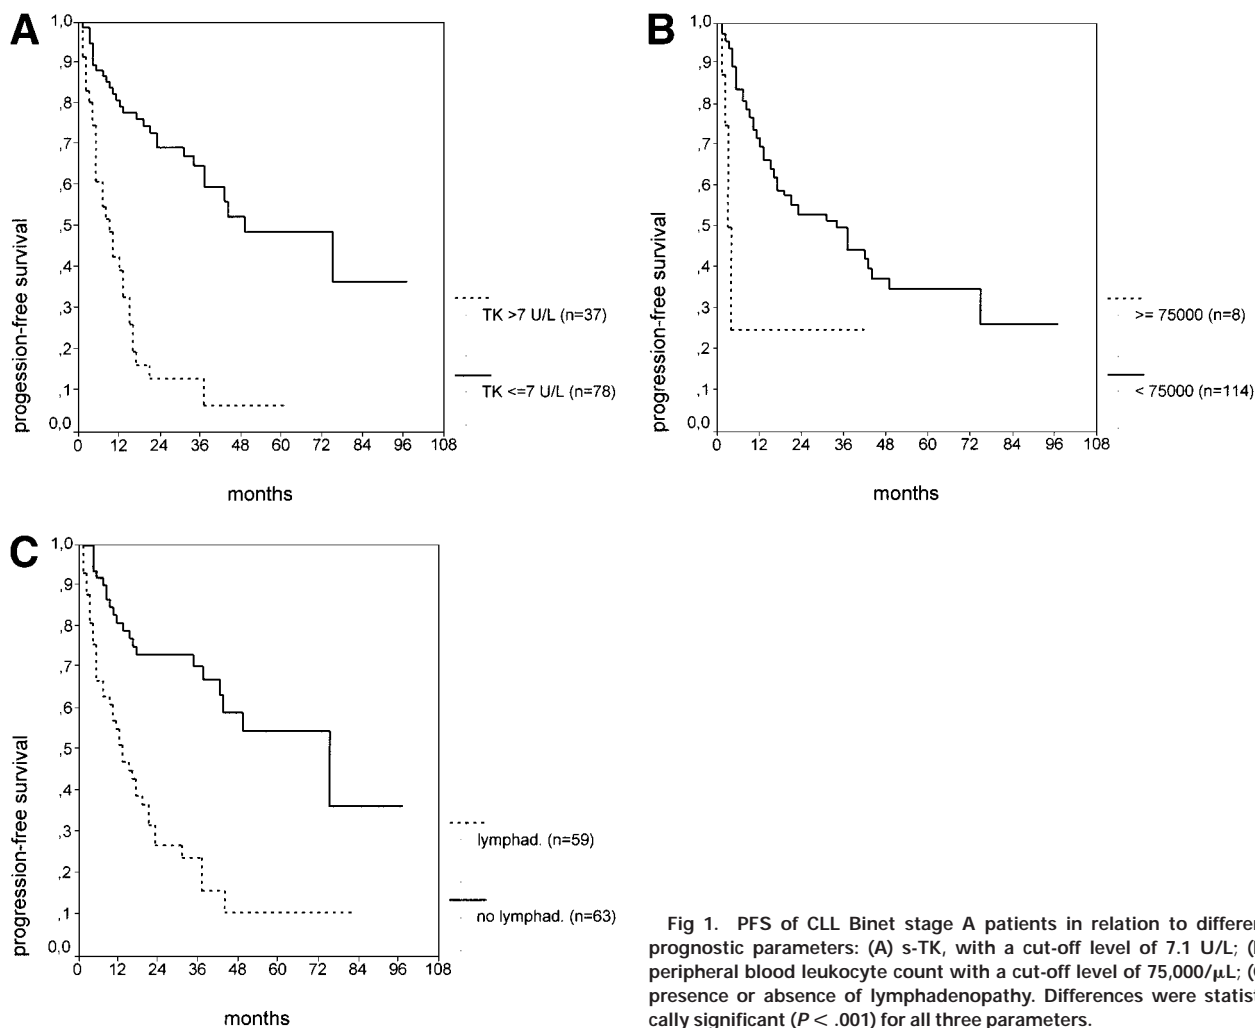 A
1,0
,9
,8
,7
,6
,5
,4
,3
,2
,1
0,0
progession-free survival
0 12 24 36 48 60 72 84 96 108
months
TK >7 U/L (n=37)
TK <=7 U/L (n=78)
B
1,0
,9
,8
,7
,6
,5
,4
,3
,2
,1
0,0
progression-free survival
0 12 24 36 48 60 72 84 96 108
months
>= 75000 (n=8)
< 75000 (n=114)
C
1,0
,9
,8
,7
,6
,5
,4
,3
,2
,1
0,0
progression-free survival
0 12 24 36 48 60 72 84 96 108
months
lymphad. (n=59)
no lymphad. (n=63)
Fig 1. PFS of CLL Binet stage A patients in relation to differen
prognostic parameters: (A) s-TK, with a cut-off level of 7.1 U/L; (
peripheral blood leukocyte count with a cut-off level of 75,000/μL; (
presence or absence of lymphadenopathy. Differences were statist
cally significant (P < .001) for all three parameters.